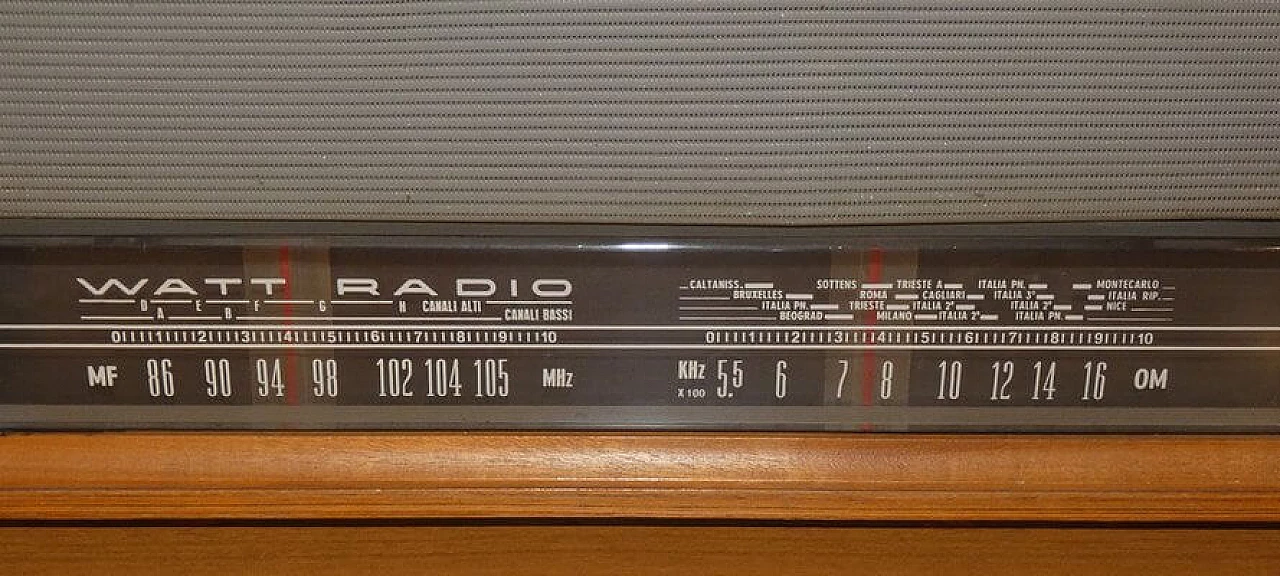 WATT RADIO
D E F G H CANALI ALTI
A B CANALI BASSI
0 1 2 3 4 5 6 7 8 9 10
MF 86 90 94 98 102 104 105 MHz
CALTANISS. SOTTENS TRIESTE A ITALIA PN. MONTECARLO
BRUXELLES ROMA CAGLIARI ITALIA 3° ITALIA RIP.
ITALIA PN. TRIESTE ITALIA 2° ITALIA 2° NICE
BEOGRAD MILANO ITALIA 2° ITALIA PN.
0 1 2 3 4 5 6 7 8 9 10
KHz x 100 5.5 6 7 8 10 12 14 16 OM